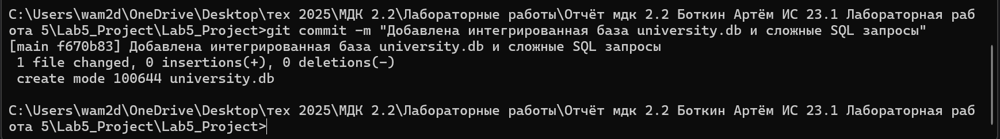 C:\Users\wam2d\OneDrive\Desktop\тех 2025\МДК 2.2\Лабораторные работы\Отчёт мдк 2.2 Боткин Артём ИС 23.1 Лабораторная раб
ота 5\Lab5_Project\Lab5_Project>git commit -m "Добавлена интегрированная база university.db и сложные SQL запросы"
[main f670b83] Добавлена интегрированная база university.db и сложные SQL запросы
 1 file changed, 0 insertions(+), 0 deletions(-)
 create mode 100644 university.db
C:\Users\wam2d\OneDrive\Desktop\тех 2025\МДК 2.2\Лабораторные работы\Отчёт мдк 2.2 Боткин Артём ИС 23.1 Лабораторная раб
ота 5\Lab5_Project\Lab5_Project>